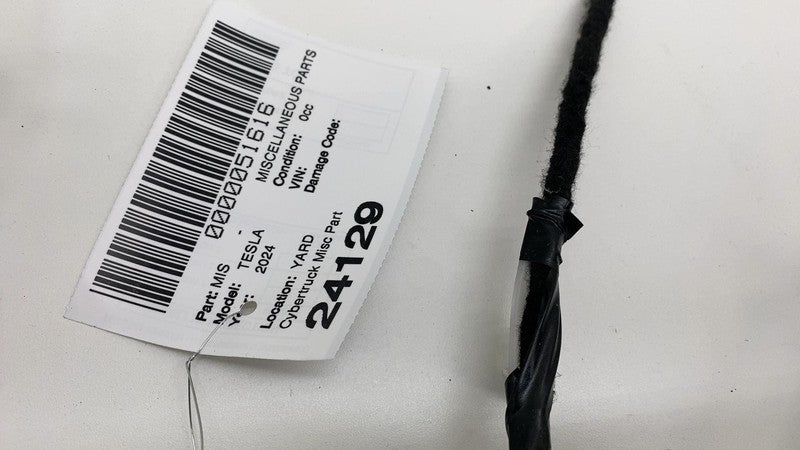 0000051616
MISCELLANEOUS PARTS
Part: MIS -
Condition: 0cc
Model: TESLA
VIN:
Year: 2024
Damage Code:
Location: YARD
Cybertruck Misc Part
24129